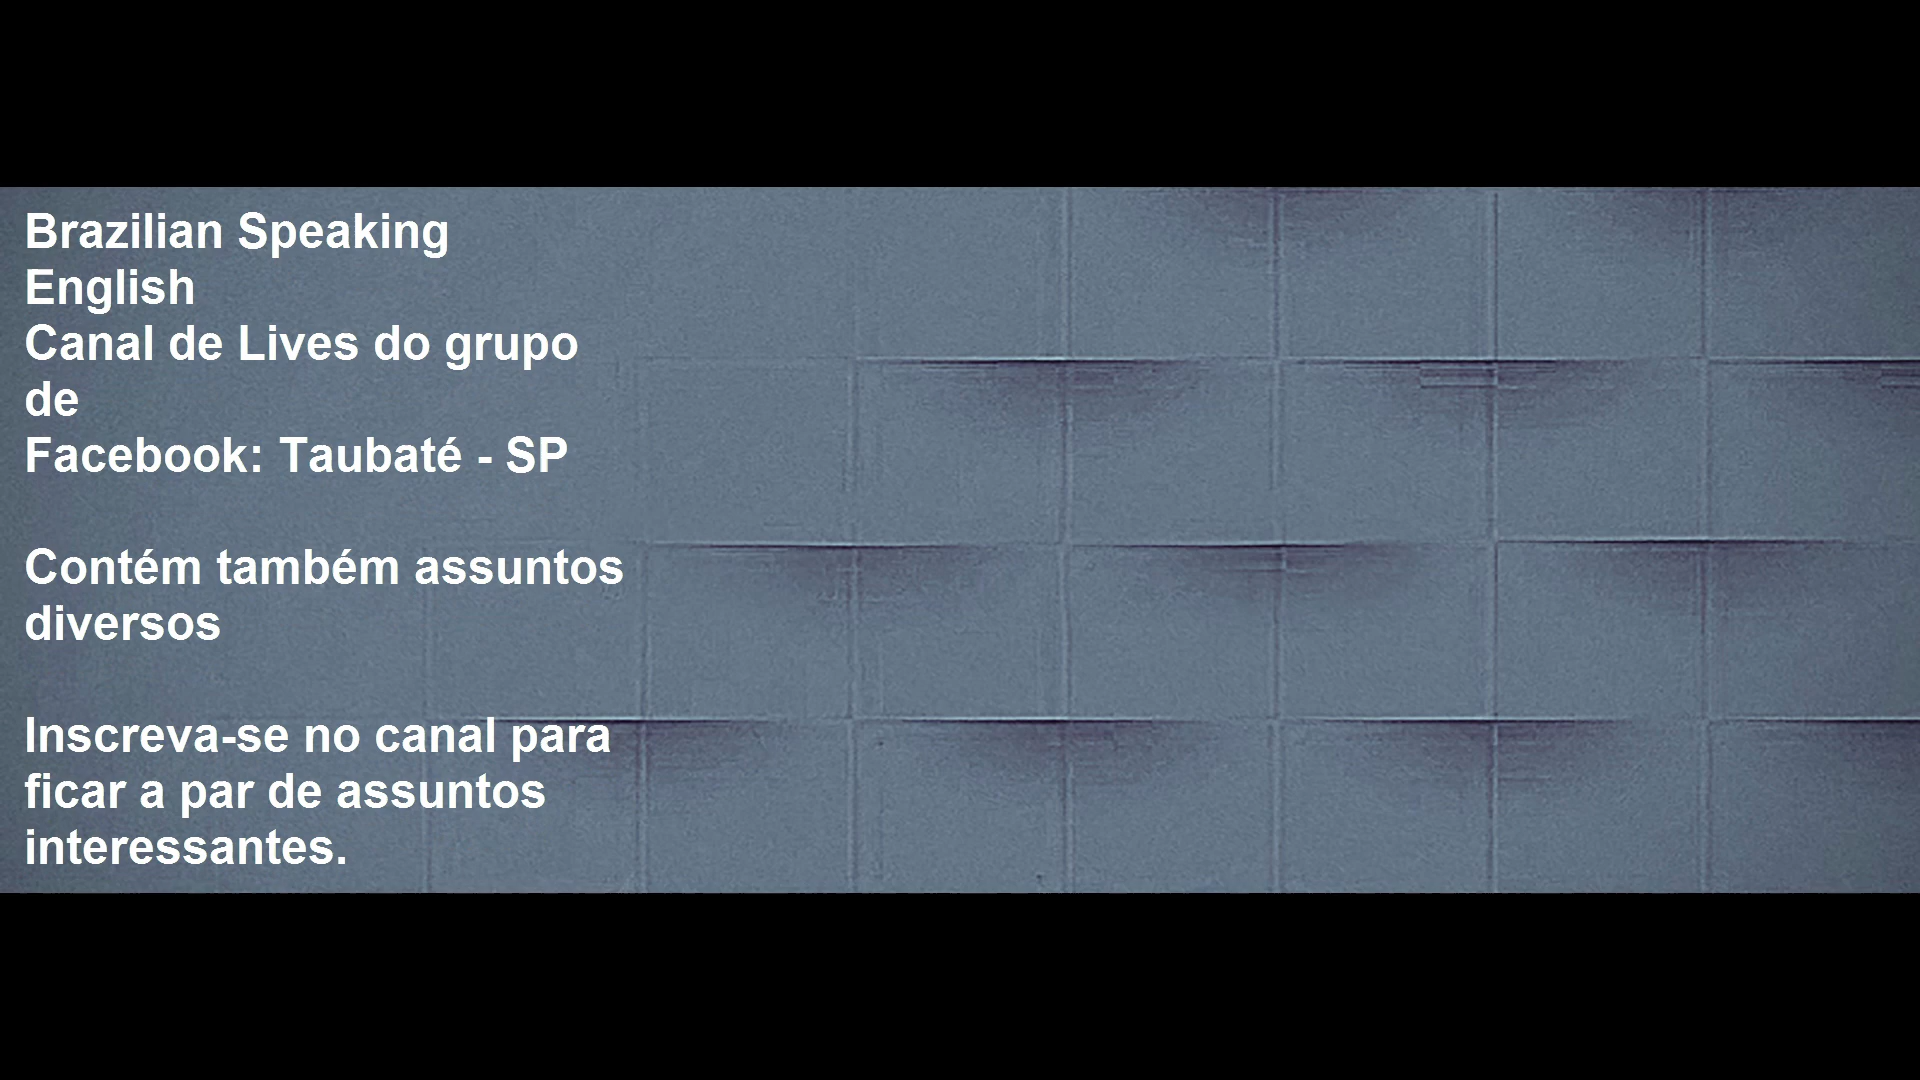 Brazilian Speaking
English
Canal de Lives do grupo
de
Facebook: Taubaté - SP
Contém também assuntos
diversos
Inscreva-se no canal para
ficar a par de assuntos
interessantes.